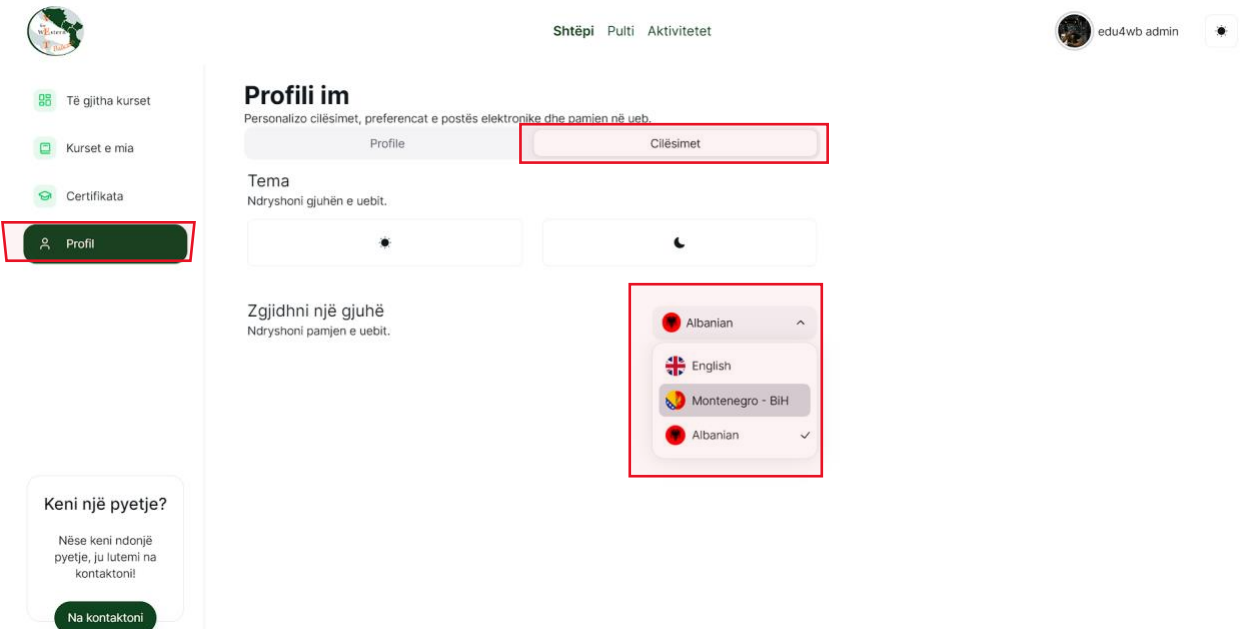 Shtëpi Pulti Aktivitetet
edu4wb admin
Të gjitha kurset
Kurset e mia
Certifikata
Profil
Profili im
Personalizo cilësimet, preferencat e postës elektronike dhe pamjen në ueb.
Profile
Cilësimet
Tema
Ndryshoni gjuhën e uebit.
Zgjidhni një gjuhë
Ndryshoni pamjen e uebit.
Albanian
English
Montenegro - BiH
Albanian
Keni një pyetje?
Nëse keni ndonjë
pyetje, ju lutemi na
kontaktoni!
Na kontaktoni